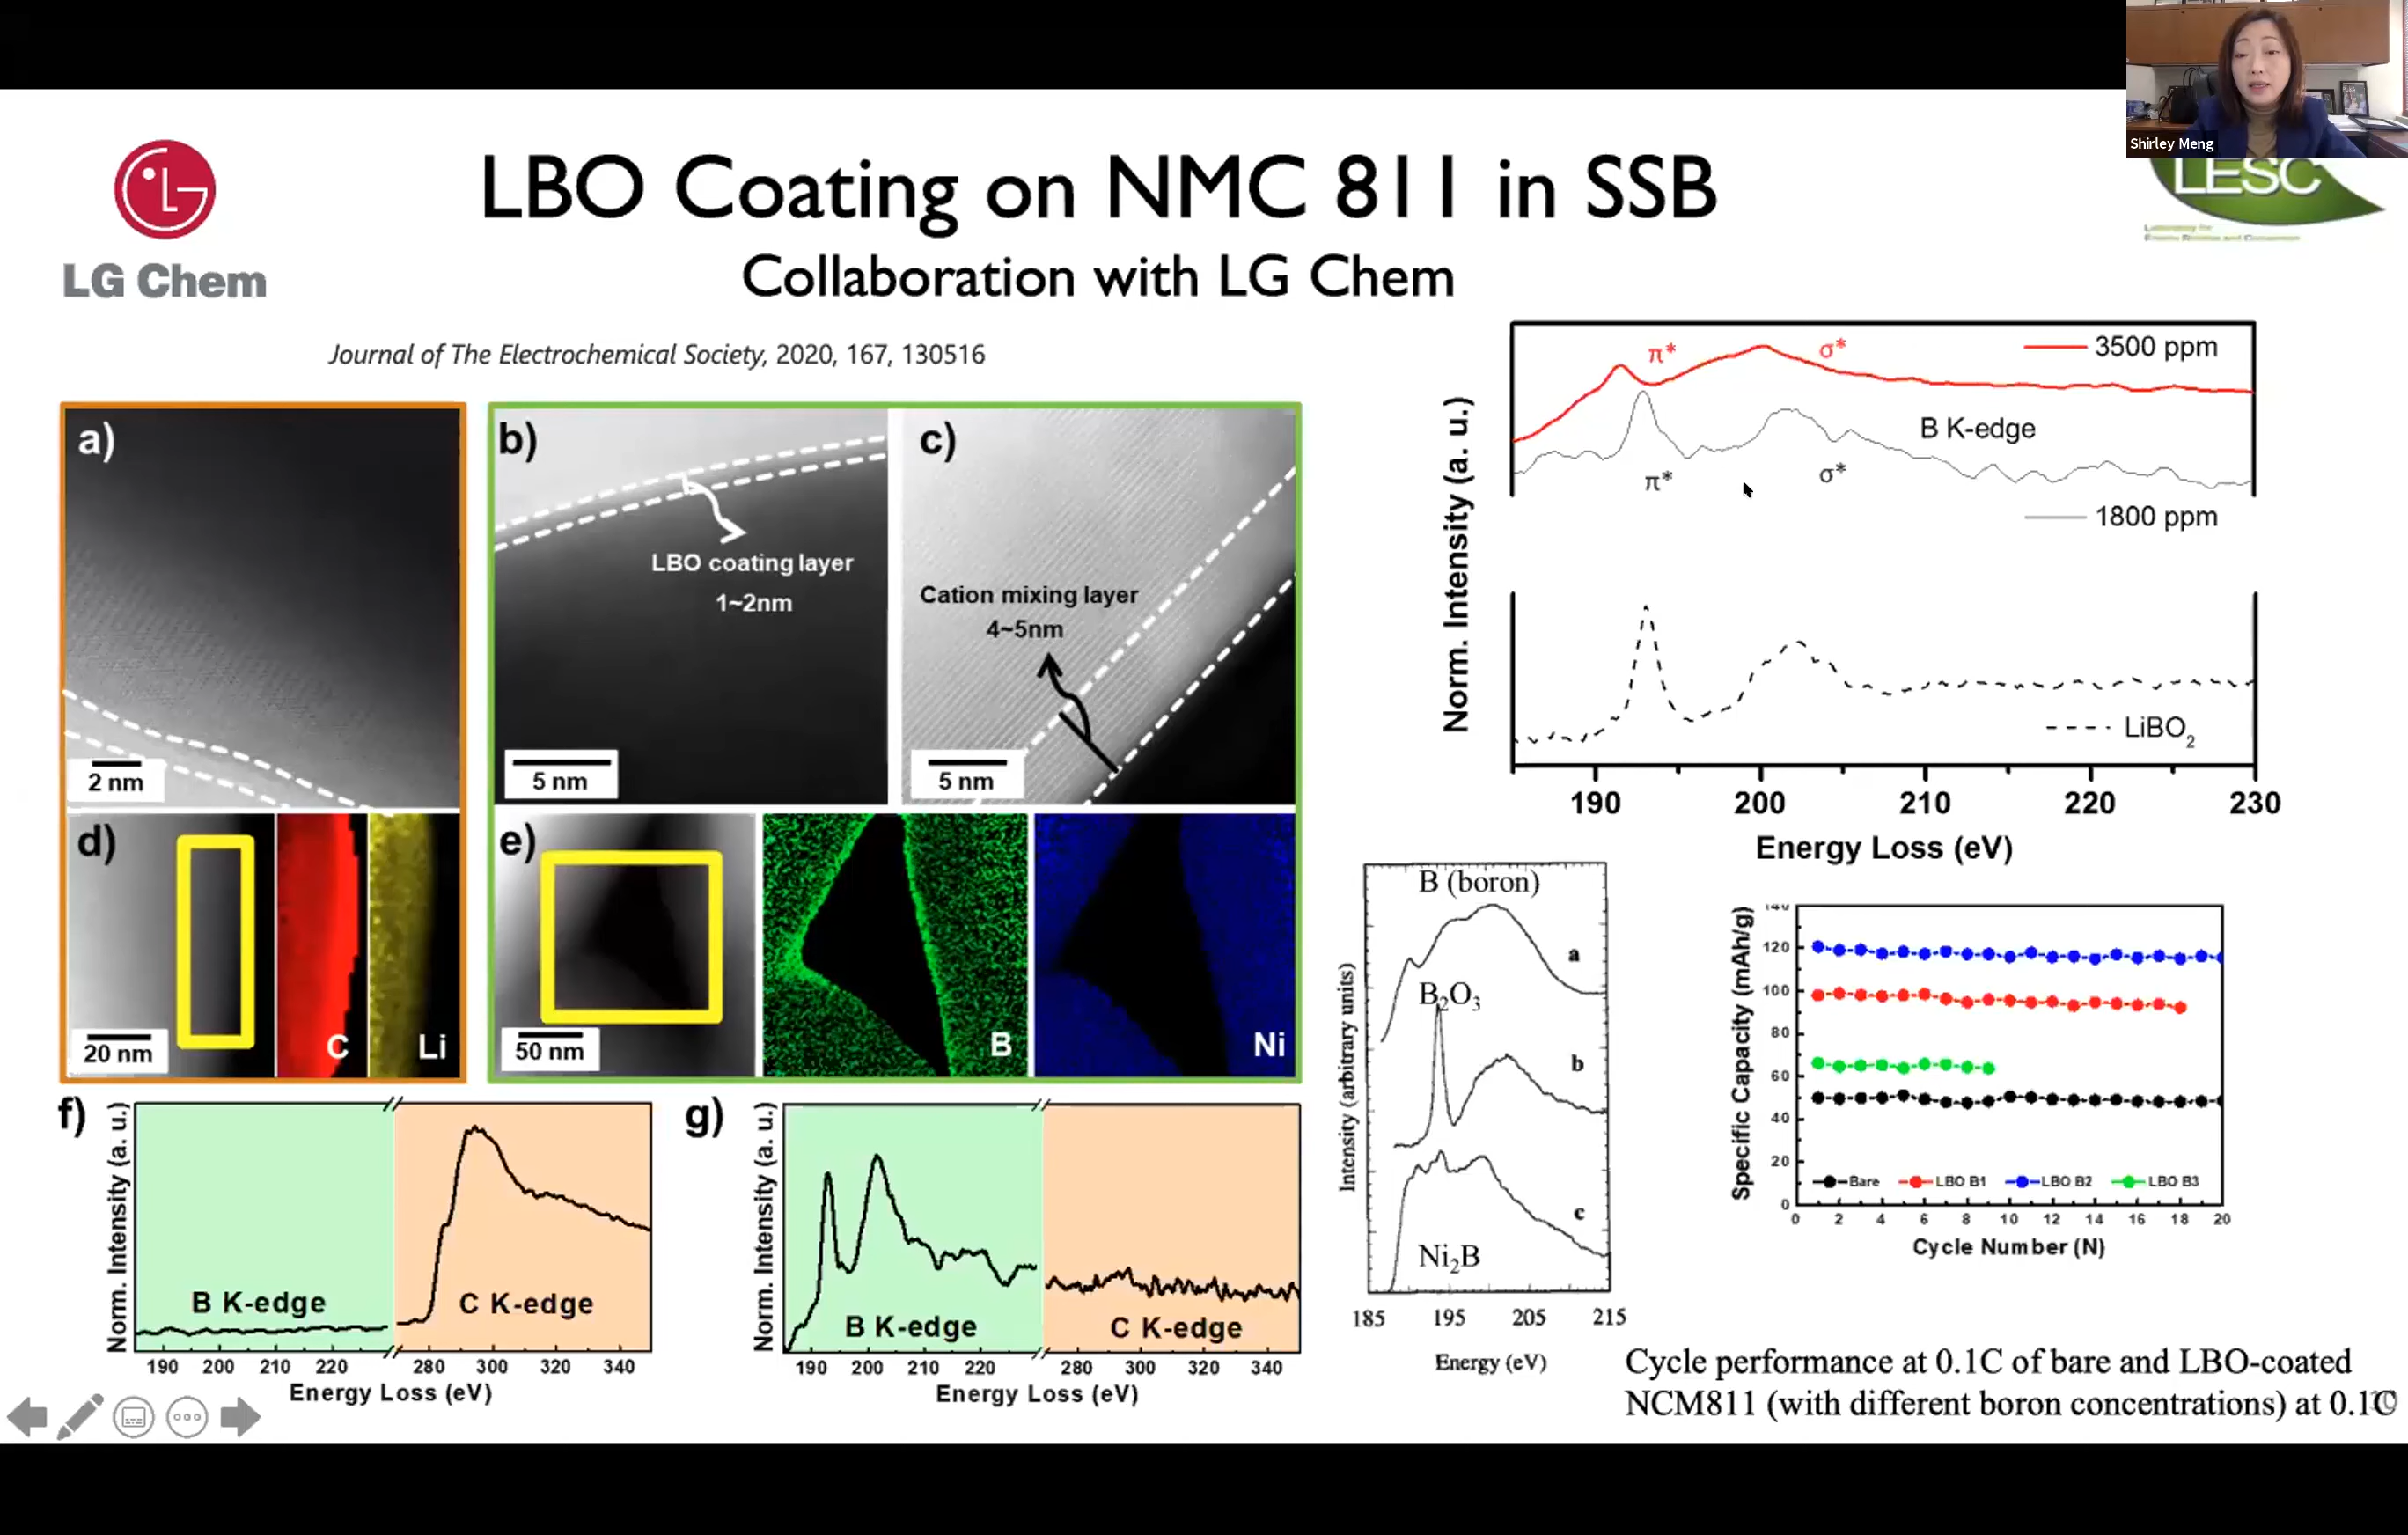 Shirley Meng
LG Chem
LBO Coating on NMC 811 in SSB
Collaboration with LG Chem
LESC
Journal of The Electrochemical Society, 2020, 167, 130516
a)
2 nm
b)
LBO coating layer
1~2nm
5 nm
c)
Cation mixing layer
4~5nm
5 nm
d)
20 nm
C
Li
e)
50 nm
B
Ni
f)
Norm. Intensity (a. u.)
B K-edge
C K-edge
190 200 210 220 280 300 320 340
Energy Loss (eV)
g)
Norm. Intensity (a. u.)
B K-edge
C K-edge
190 200 210 220 280 300 320 340
Energy Loss (eV)
Norm. Intensity (a. u.)
π* σ* 3500 ppm
B K-edge
π* σ*
1800 ppm
LiBO2
190 200 210 220 230
Energy Loss (eV)
Intensity (arbitrary units)
B (boron)
a
B2O3
b
c
Ni2B
185 195 205 215
Energy (eV)
Specific Capacity (mAh/g)
140
120
100
80
60
40
20
0
Bare LBO B1 LBO B2 LBO B3
0 2 4 6 8 10 12 14 16 18 20
Cycle Number (N)
Cycle performance at 0.1C of bare and LBO-coated
NCM811 (with different boron concentrations) at 0.1C